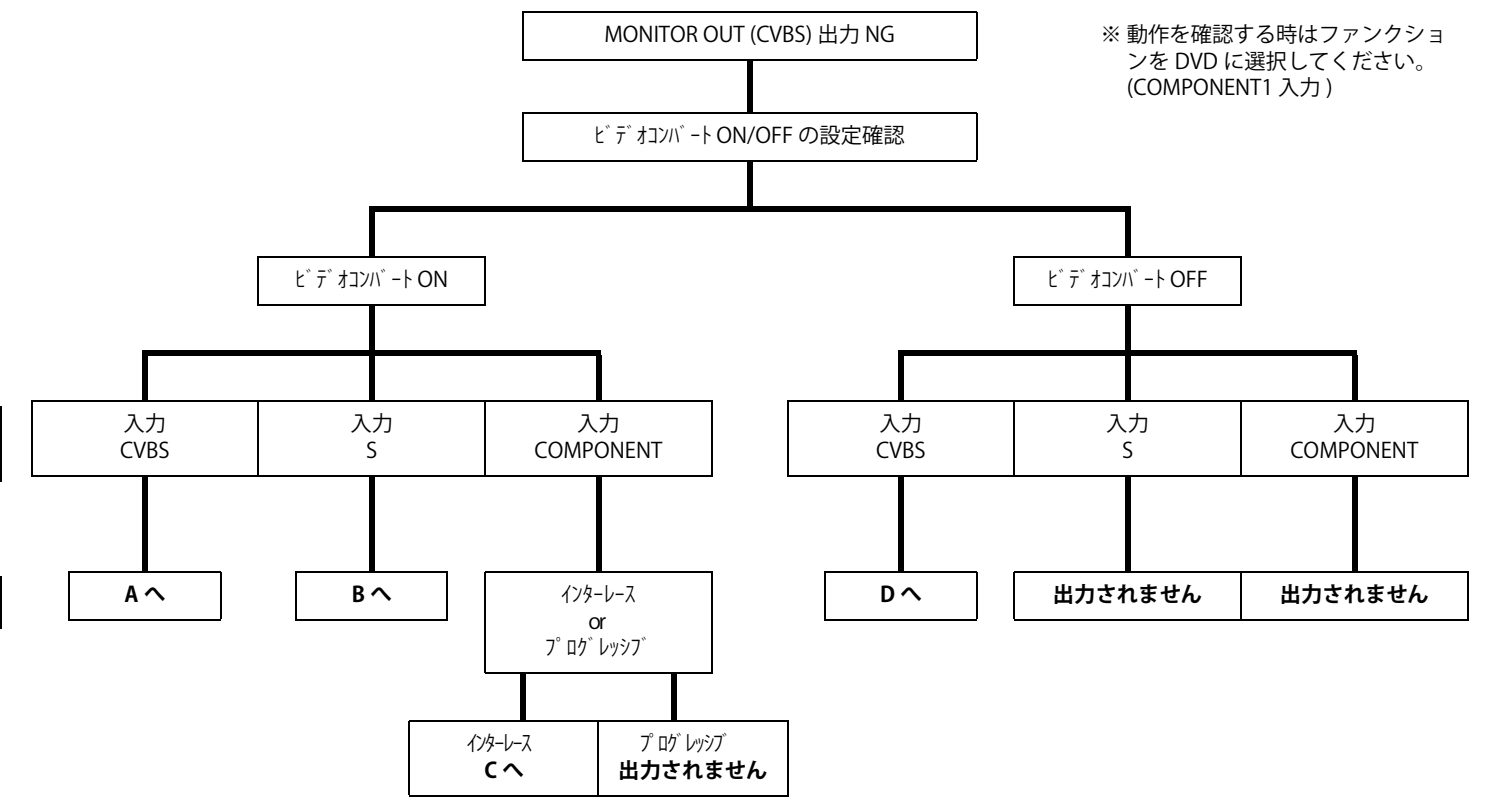 MONITOR OUT (CVBS) 出力 NG
※ 動作を確認する時はファンクショ
ンを DVD に選択してください。
(COMPONENT1 入力 )
ﾋﾞﾃﾞｵｺﾝﾊﾞｰﾄ ON/OFF の設定確認
ﾋﾞﾃﾞｵｺﾝﾊﾞｰﾄ ON
ﾋﾞﾃﾞｵｺﾝﾊﾞｰﾄ OFF
入力
CVBS
入力
S
入力
COMPONENT
入力
CVBS
入力
S
入力
COMPONENT
A へ
B へ
ｲﾝﾀｰﾚｰｽ
or
ﾌﾟﾛｸﾞﾚｯｼﾌﾞ
D へ
出力されません
出力されません
ｲﾝﾀｰﾚｰｽ
C へ
ﾌﾟﾛｸﾞﾚｯｼﾌﾞ
出力されません